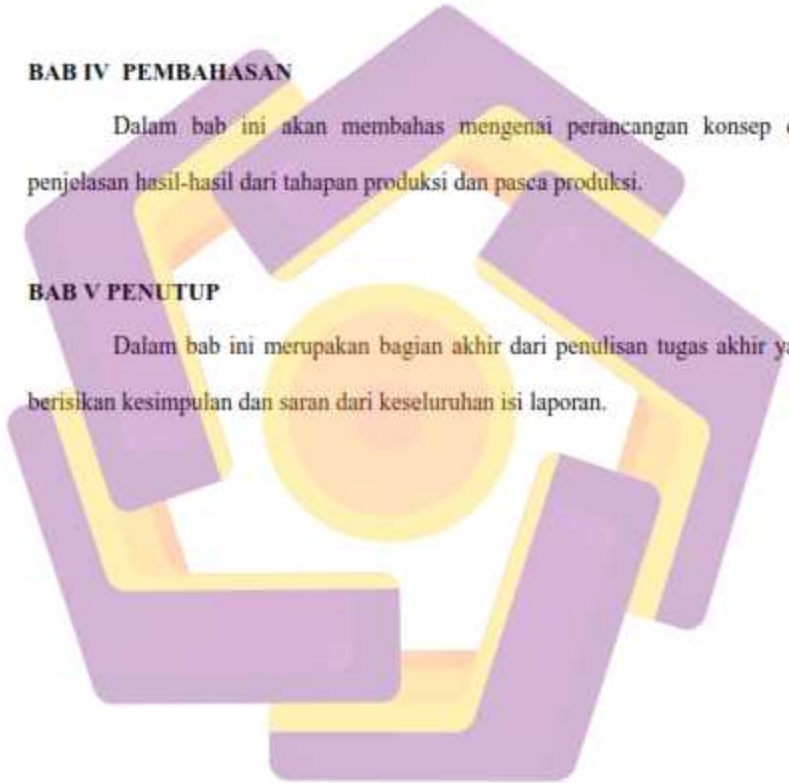 BAB IV PEMBAHASAN
Dalam bab ini akan membahas mengenai perancangan konsep
penjelasan hasil-hasil dari tahapan produksi dan pasca produksi.
BAB V PENUTUP
Dalam bab ini merupakan bagian akhir dari penulisan tugas akhir
berisikan kesimpulan dan saran dari keseluruhan isi laporan.